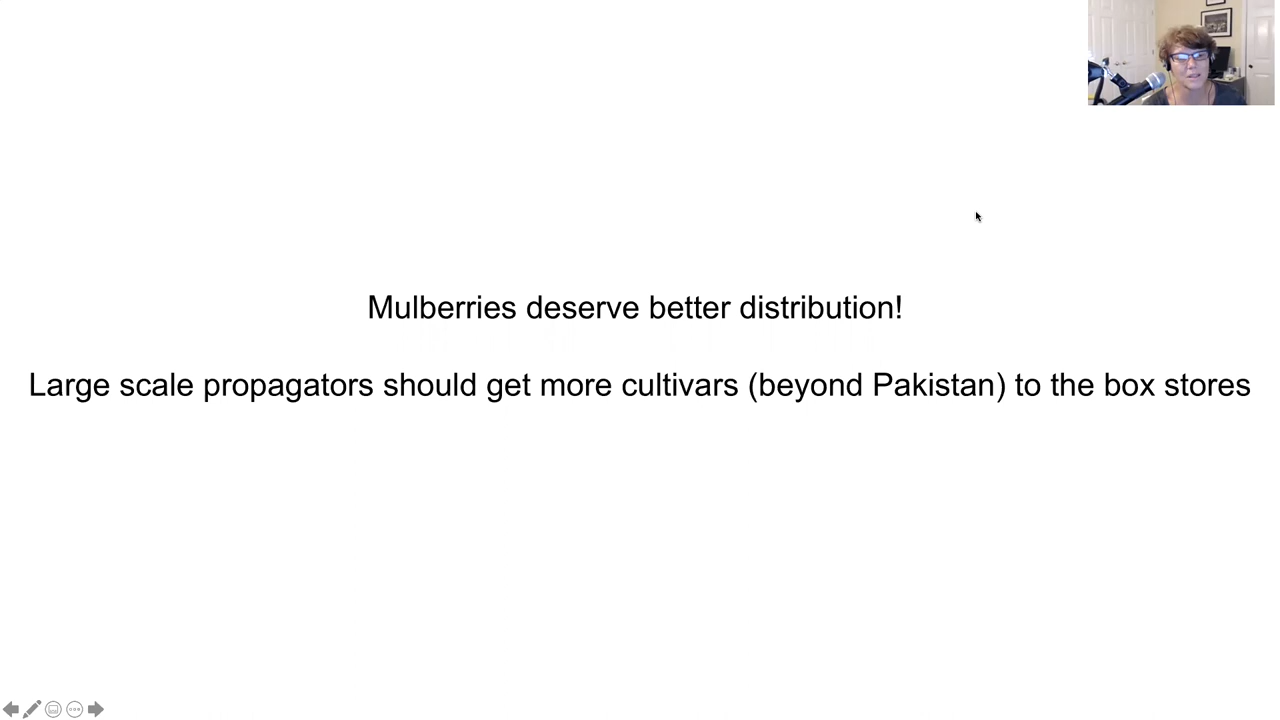 Mulberries deserve better distribution!
Large scale propagators should get more cultivars (beyond Pakistan) to the box stores